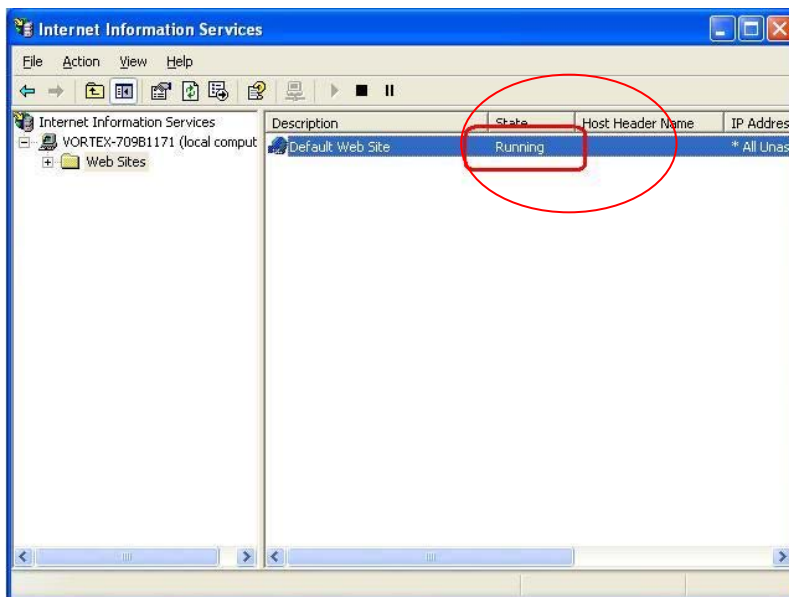 Internet Information Services
File Action View Help
Internet Information Services
VORTEX-709B1171 (local comput
Web Sites
Description State Host Header Name IP Addres
Default Web Site Running * All Unas